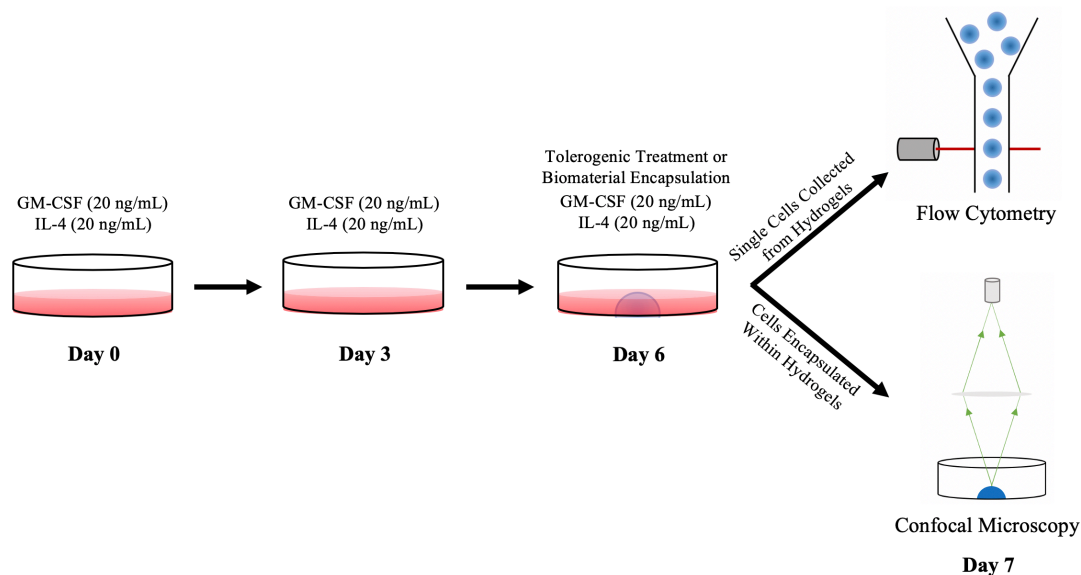 GM-CSF (20 ng/mL)
IL-4 (20 ng/mL)
Day 0
GM-CSF (20 ng/mL)
IL-4 (20 ng/mL)
Day 3
Tolerogenic Treatment or
Biomaterial Encapsulation
GM-CSF (20 ng/mL)
IL-4 (20 ng/mL)
Day 6
Single Cells Collected
from Hydrogels
Flow Cytometry
Cells Encapsulated
Within Hydrogels
Confocal Microscopy
Day 7